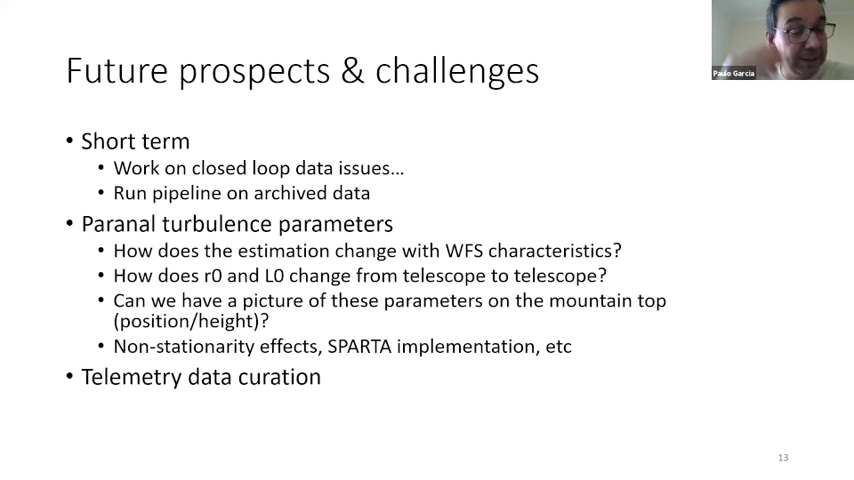 Future prospects & challenges
Paulo Garcia
• Short term
• Work on closed loop data issues…
• Run pipeline on archived data
• Paranal turbulence parameters
• How does the estimation change with WFS characteristics?
• How does r0 and L0 change from telescope to telescope?
• Can we have a picture of these parameters on the mountain top
(position/height)?
• Non-stationarity effects, SPARTA implementation, etc
• Telemetry data curation
13